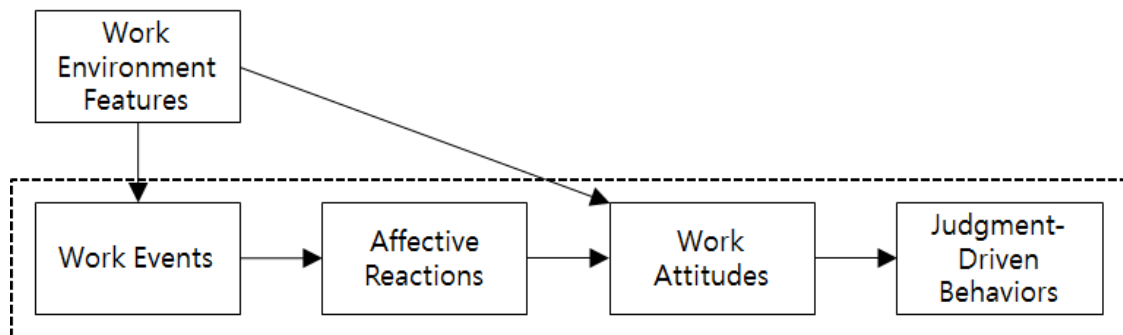 Work
Environment
Features
Work Events
Affective
Reactions
Work
Attitudes
Judgment-
Driven
Behaviors